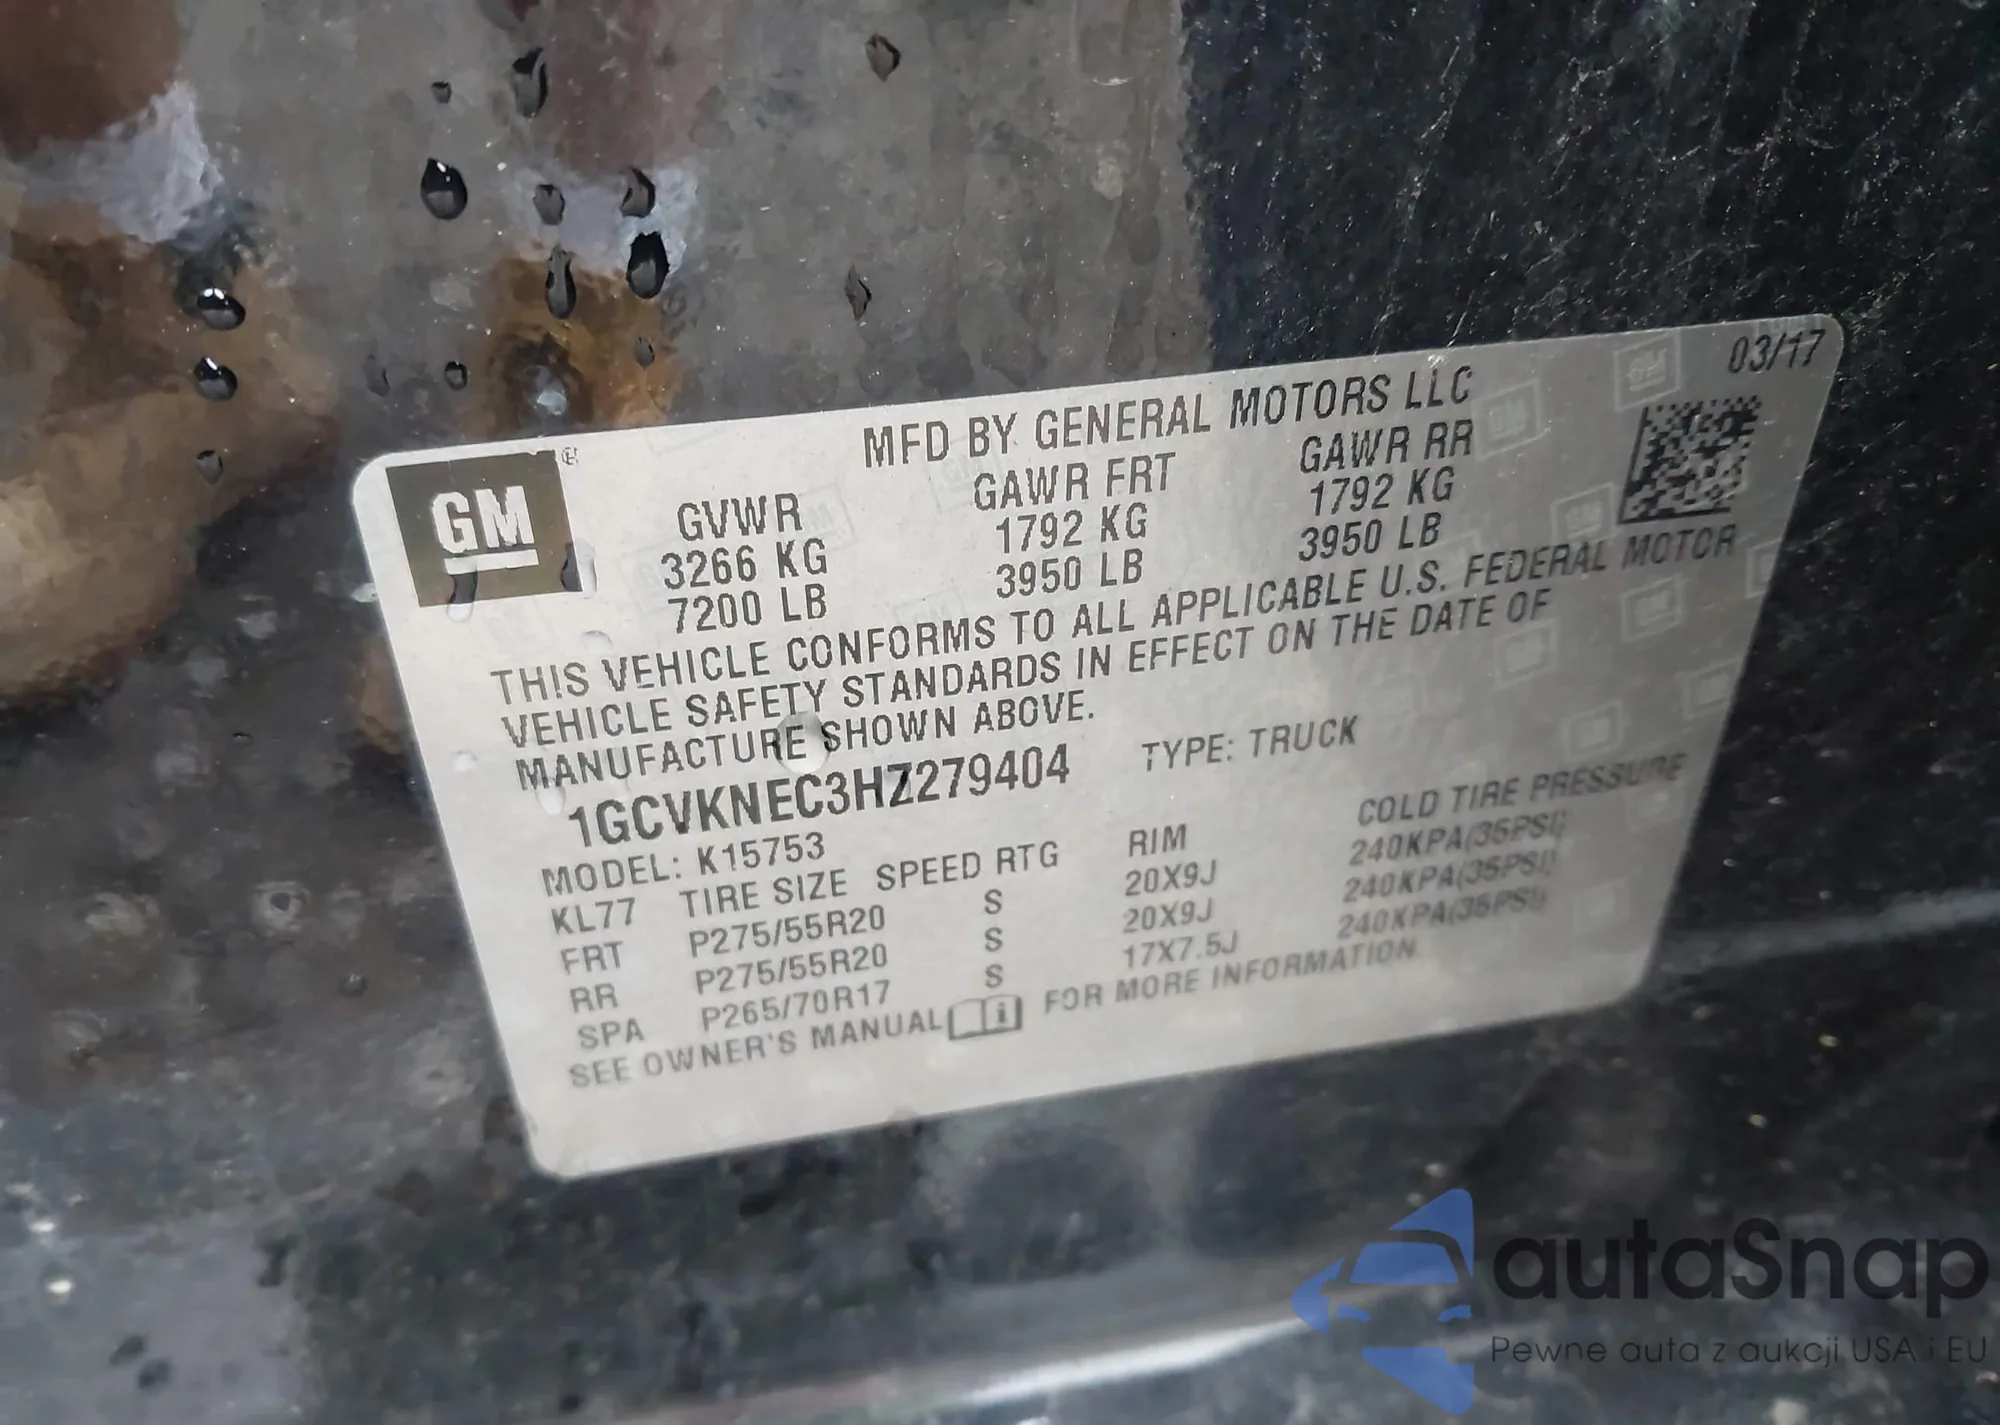 03/17
MFD BY GENERAL MOTORS LLC
GM ®
GVWR GAWR FRT GAWR RR
3266 KG 1792 KG 1792 KG
7200 LB 3950 LB 3950 LB
THIS VEHICLE CONFORMS TO ALL APPLICABLE U.S. FEDERAL MOTOR
VEHICLE SAFETY STANDARDS IN EFFECT ON THE DATE OF
MANUFACTURE SHOWN ABOVE.
1GCVKNEC3HZ279404 TYPE: TRUCK
MODEL: K15753
KL77 TIRE SIZE SPEED RTG RIM COLD TIRE PRESSURE
FRT P275/55R20 S 20X9J 240KPA(35PSI)
RR P275/55R20 S 20X9J 240KPA(35PSI)
SPA P265/70R17 S 17X7.5J 240KPA(35PSI)
SEE OWNER'S MANUAL FOR MORE INFORMATION
autaSnap
Pewne auta z aukcji USA i EU